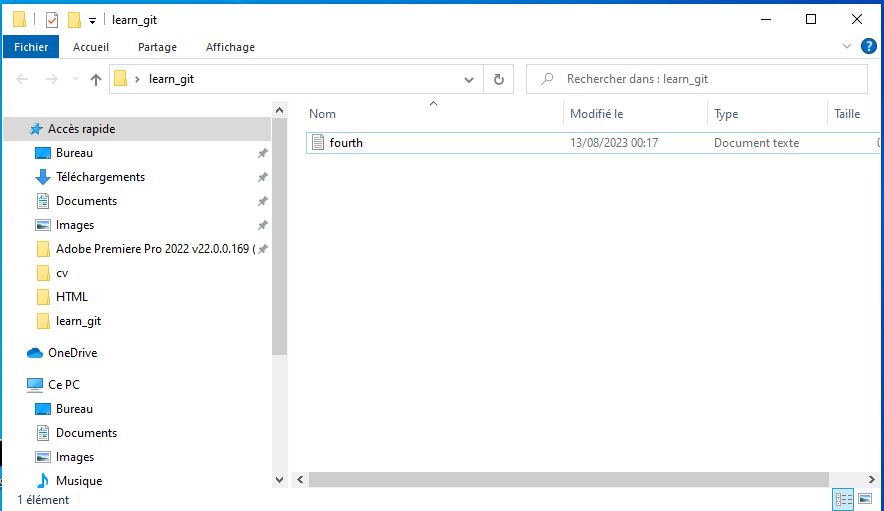 learn_git
Fichier Accueil Partage Affichage
learn_git Rechercher dans : learn_git
Nom Modifié le Type Taille
fourth 13/08/2023 00:17 Document texte
Accès rapide
Bureau
Téléchargements
Documents
Images
Adobe Premiere Pro 2022 v22.0.0.169 (
cv
HTML
learn_git
OneDrive
Ce PC
Bureau
Documents
Images
Musique
1 élément